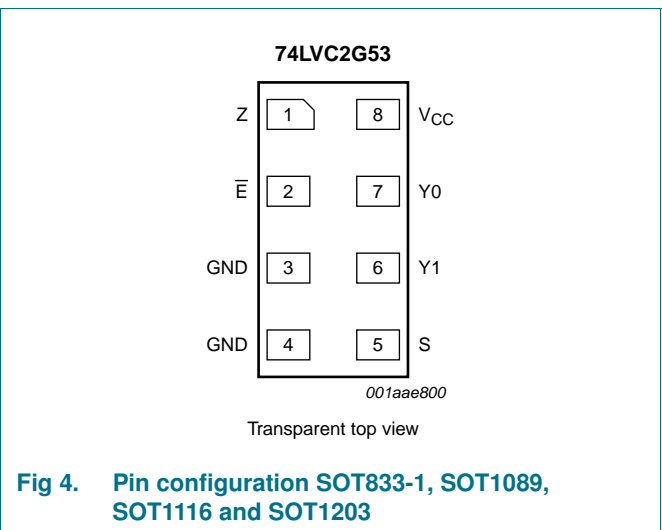 74LVC2G53
Z 1 8 VCC
E̅ 2 7 Y0
GND 3 6 Y1
GND 4 5 S
001aae800
Transparent top view
Fig 4. Pin configuration SOT833-1, SOT1089,
SOT1116 and SOT1203